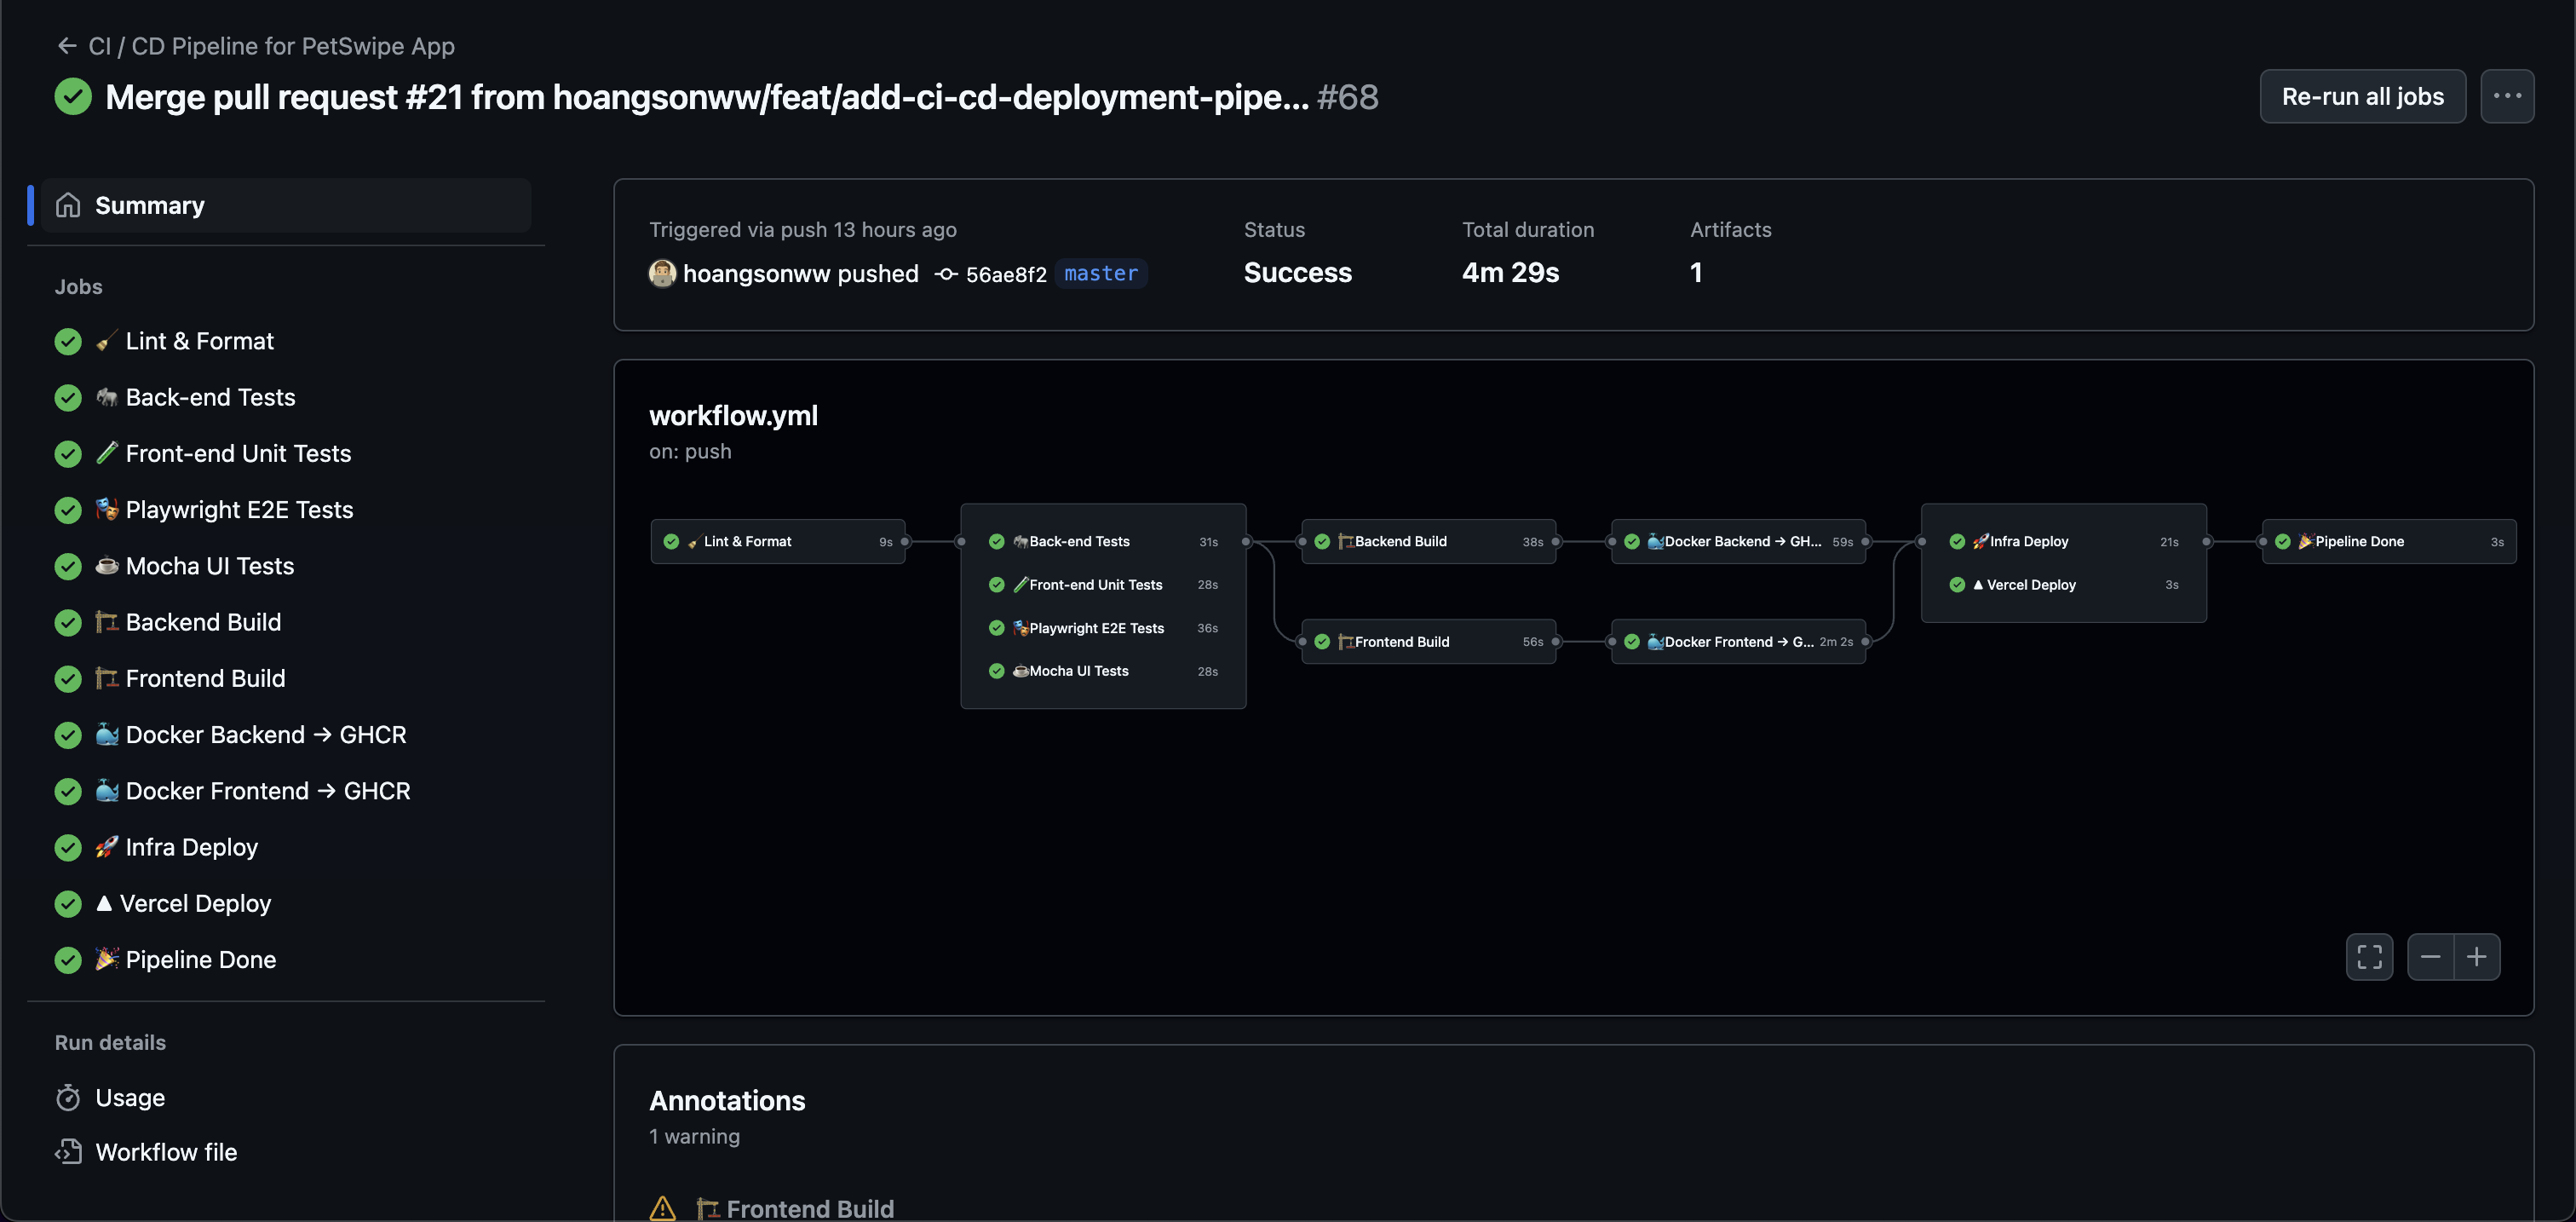 ← CI / CD Pipeline for PetSwipe App
Merge pull request #21 from hoangsonww/feat/add-ci-cd-deployment-pipe... #68
Re-run all jobs
Summary
Jobs
🧹 Lint & Format
🐘 Back-end Tests
🧪 Front-end Unit Tests
🎭 Playwright E2E Tests
☕ Mocha UI Tests
🏗 Backend Build
🏗 Frontend Build
🐳 Docker Backend → GHCR
🐳 Docker Frontend → GHCR
🚀 Infra Deploy
▲ Vercel Deploy
🎉 Pipeline Done
Run details
Usage
Workflow file
Triggered via push 13 hours ago
hoangsonww pushed 56ae8f2 master
Status
Success
Total duration
4m 29s
Artifacts
1
workflow.yml
on: push
🧹 Lint & Format 9s
🐘Back-end Tests 31s
🧪Front-end Unit Tests 28s
🎭Playwright E2E Tests 36s
☕Mocha UI Tests 28s
🏗Backend Build 38s
🏗Frontend Build 56s
🐳Docker Backend → GH... 59s
🐳Docker Frontend → G... 2m 2s
🚀Infra Deploy 21s
▲ Vercel Deploy 3s
🎉Pipeline Done 3s
Annotations
1 warning
🏗 Frontend Build